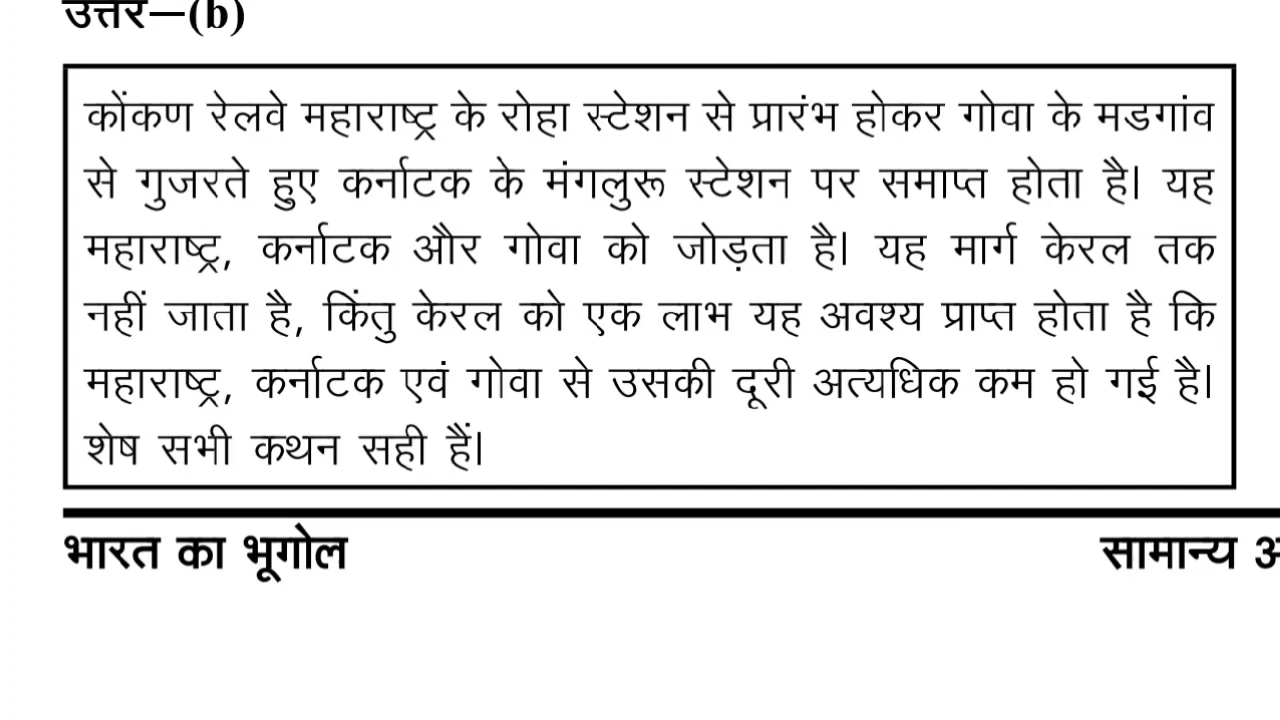 उत्तर—(b)
कोंकण रेलवे महाराष्ट्र के रोहा स्टेशन से प्रारंभ होकर गोवा के मडगांव
से गुजरते हुए कर्नाटक के मंगलुरू स्टेशन पर समाप्त होता है। यह
महाराष्ट्र, कर्नाटक और गोवा को जोड़ता है। यह मार्ग केरल तक
नहीं जाता है, किंतु केरल को एक लाभ यह अवश्य प्राप्त होता है कि
महाराष्ट्र, कर्नाटक एवं गोवा से उसकी दूरी अत्यधिक कम हो गई है।
शेष सभी कथन सही हैं।
भारत का भूगोल सामान्य